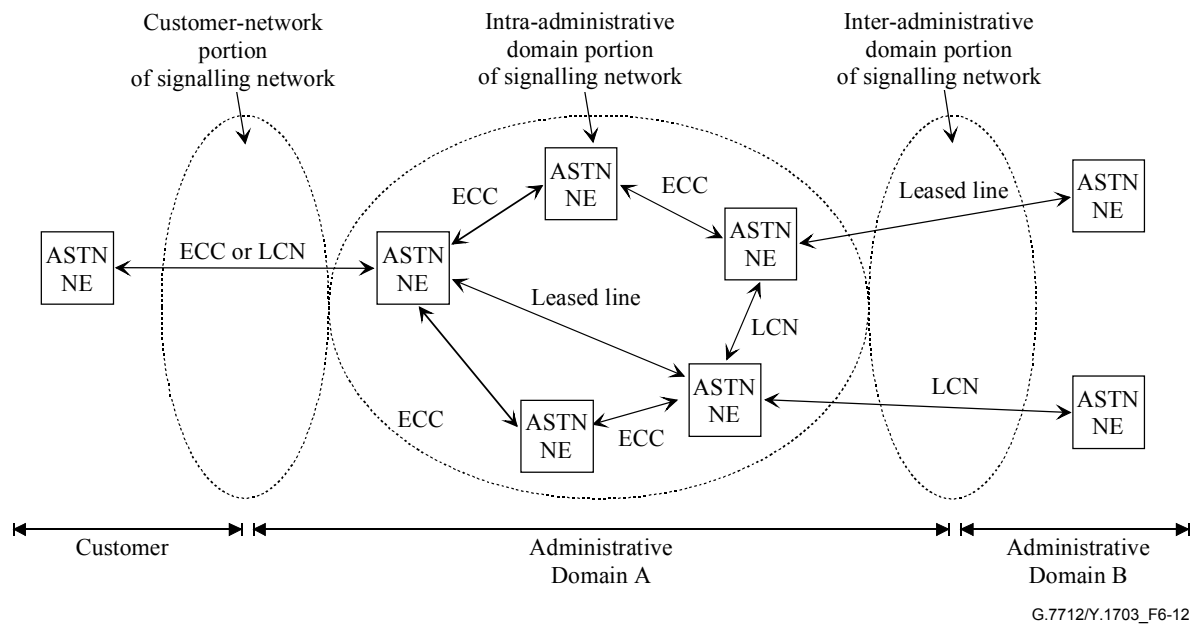 Customer-network
portion
of signalling network
Intra-administrative
domain portion
of signalling network
Inter-administrative
domain portion
of signalling network
ASTN
NE
ECC
ECC
Leased line
ASTN
NE
ASTN
NE
ECC or LCN
ASTN
NE
ASTN
NE
Leased line
LCN
ASTN
NE
LCN
ASTN
NE
ECC
ASTN
NE
ECC
Customer
Administrative
Domain A
Administrative
Domain B
G.7712/Y.1703_F6-12